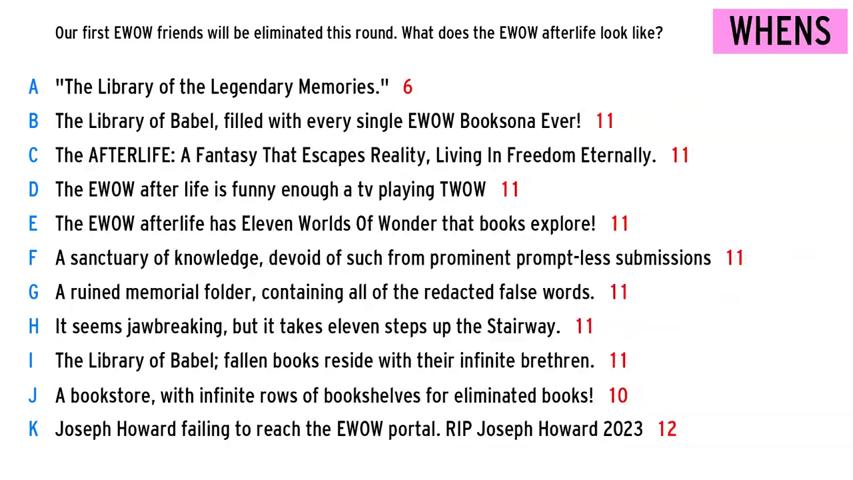 Our first EWOW friends will be eliminated this round. What does the EWOW afterlife look like?
WHENS
A "The Library of the Legendary Memories." 6
B The Library of Babel, filled with every single EWOW Booksona Ever! 11
C The AFTERLIFE: A Fantasy That Escapes Reality, Living In Freedom Eternally. 11
D The EWOW after life is funny enough a tv playing TWOW 11
E The EWOW afterlife has Eleven Worlds Of Wonder that books explore! 11
F A sanctuary of knowledge, devoid of such from prominent prompt-less submissions 11
G A ruined memorial folder, containing all of the redacted false words. 11
H It seems jawbreaking, but it takes eleven steps up the Stairway. 11
I The Library of Babel; fallen books reside with their infinite brethren. 11
J A bookstore, with infinite rows of bookshelves for eliminated books! 10
K Joseph Howard failing to reach the EWOW portal. RIP Joseph Howard 2023 12